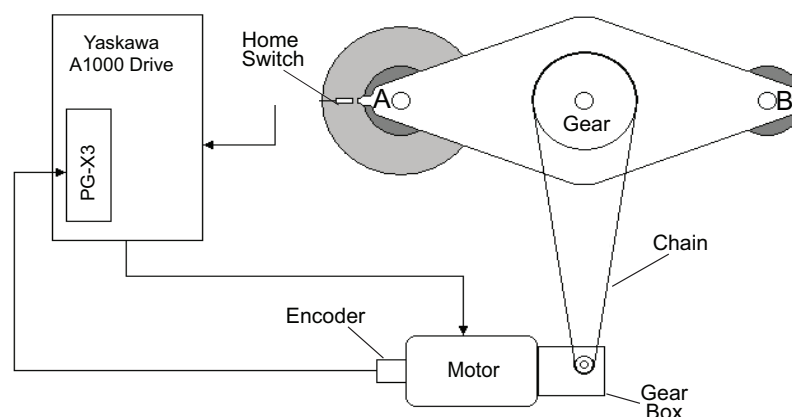 Yaskawa
A1000 Drive
PG-X3
Home
Switch
A
Gear
B
Chain
Encoder
Motor
Gear
Box